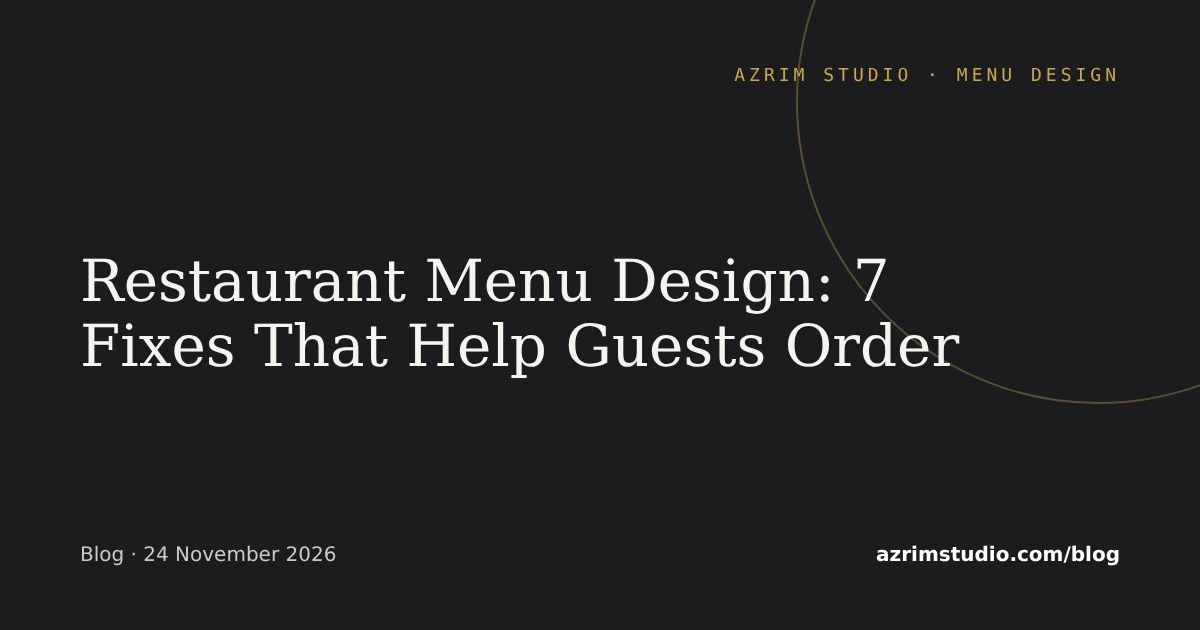 AZRIM STUDIO · MENU DESIGN
Restaurant Menu Design: 7
Fixes That Help Guests Order
Blog · 24 November 2026
azrimstudio.com/blog